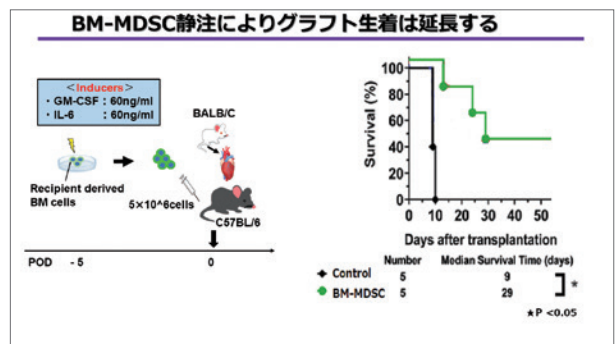 BM-MDSC静注によりグラフト生着は延長する
<Inducers>
・GM-CSF : 60ng/ml
・IL-6 : 60ng/ml
BALB/C
Recipient derived
BM cells
5×10^6cells
C57BL/6
POD -5 0
Survival (%)
100
80
60
40
20
0
0 10 20 30 40 50
Days after transplantation
Number Median Survival Time (days)
Control 5 9
BM-MDSC 5 29
*
★P <0.05